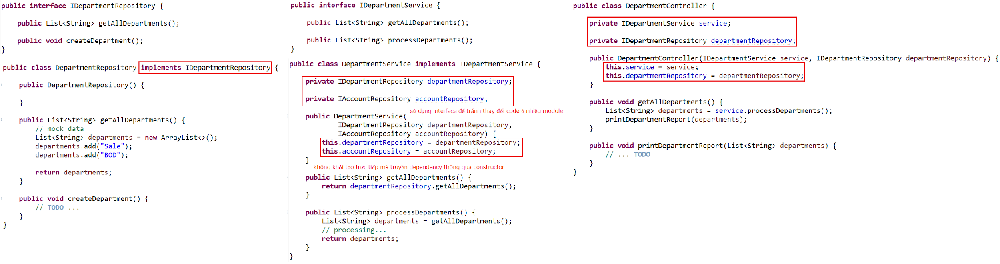 public interface IDepartmentRepository {
public List<String> getAllDepartments();
public void createDepartment();
}
public class DepartmentRepository implements IDepartmentRepository {
public DepartmentRepository() {
}
public List<String> getAllDepartments() {
// mock data
List<String> departments = new ArrayList<>();
departments.add("Sale");
departments.add("BOD");
return departments;
}
public void createDepartment() {
// TODO ...
}
}
public interface IDepartmentService {
public List<String> getAllDepartments();
public List<String> processDepartments();
}
public class DepartmentService implements IDepartmentService {
private IDepartmentRepository departmentRepository;
private IAccountRepository accountRepository;
sử dụng interface để tránh thay đổi code ở nhiều module
public DepartmentService(
IDepartmentRepository departmentRepository,
IAccountRepository accountRepository) {
this.departmentRepository = departmentRepository;
this.accountRepository = accountRepository;
}
không khởi tạo trực tiếp mà truyền dependency thông qua constructor
public List<String> getAllDepartments() {
return departmentRepository.getAllDepartments();
}
public List<String> processDepartments() {
List<String> departments = getAllDepartments();
// processing...
return departments;
}
}
public class DepartmentController {
private IDepartmentService service;
private IDepartmentRepository departmentRepository;
public DepartmentController(IDepartmentService service, IDepartmentRepository departmentRepository) {
this.service = service;
this.departmentRepository = departmentRepository;
}
public void getAllDepartments() {
List<String> departments = service.processDepartments();
printDepartmentReport(departments);
}
public void printDepartmentReport(List<String> departments) {
// ... TODO
}
}